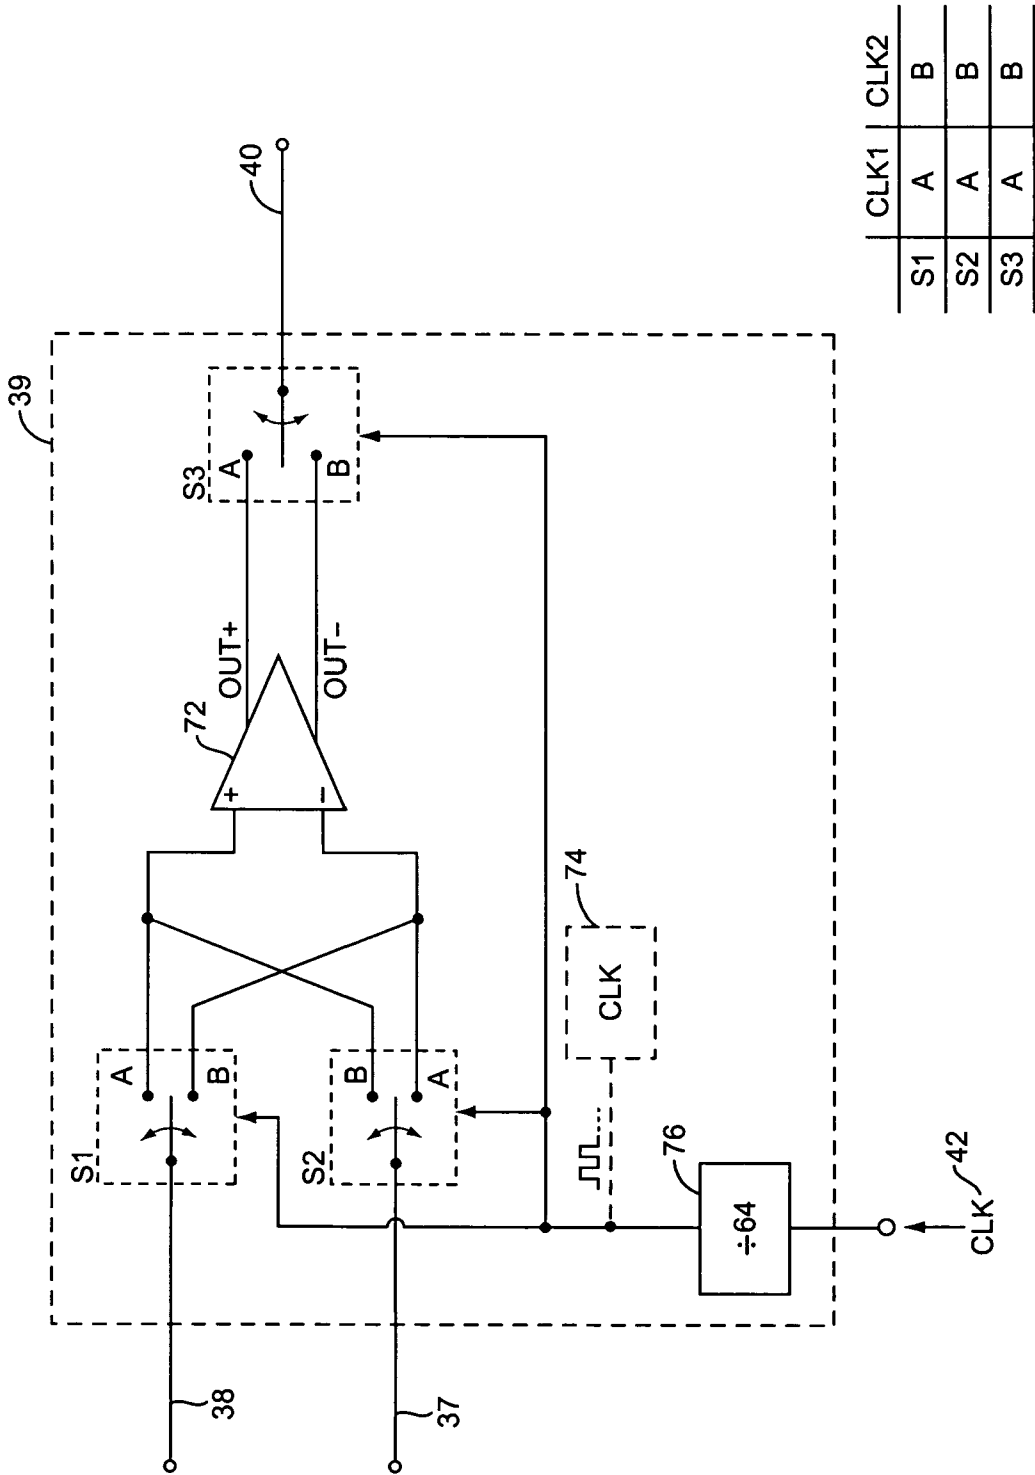 39
S1
A
B
38
S2
B
A
37
72
+
−
OUT+
OUT−
S3
A
B
40
74
CLK
76
÷64
CLK
42
CLK1 CLK2
S1 A B
S2 A B
S3 A B